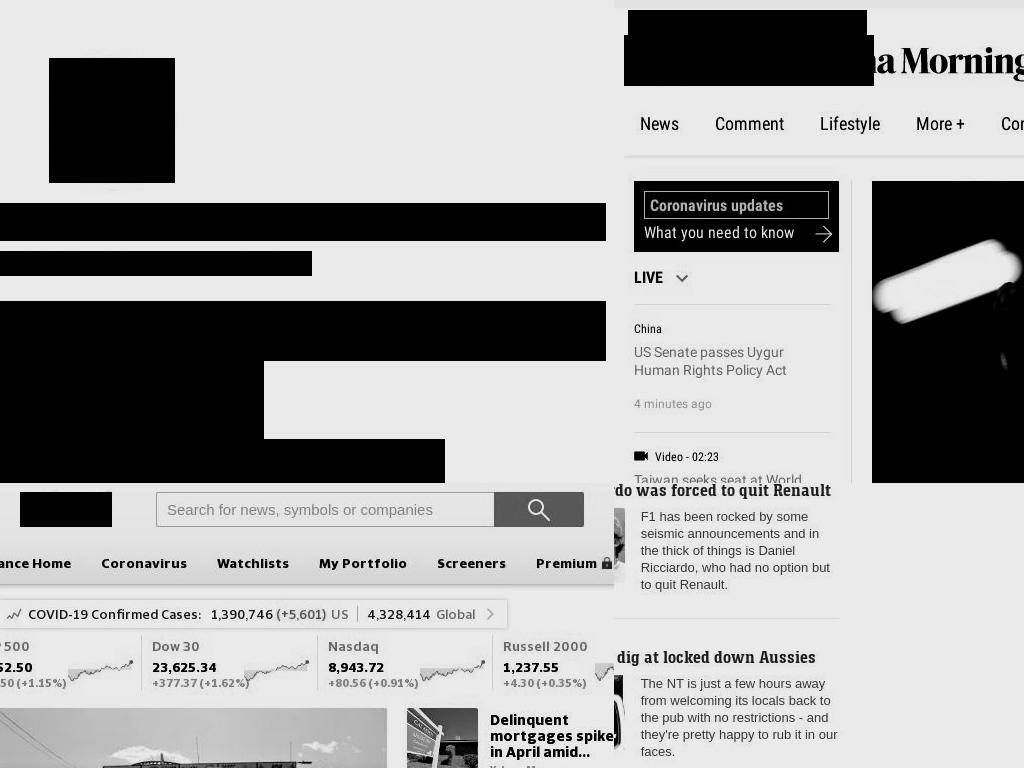 Morning
News Comment Lifestyle More +
Coronavirus updates
What you need to know
LIVE
China
US Senate passes Uygur
Human Rights Policy Act
4 minutes ago
Video - 02:23
Taiwan seeks seat at World
do was forced to quit Renault
F1 has been rocked by some
seismic announcements and in
the thick of things is Daniel
Ricciardo, who had no option but
to quit Renault.
dig at locked down Aussies
The NT is just a few hours away
from welcoming its locals back to
the pub with no restrictions - and
they're pretty happy to rub it in our
faces.
Search for news, symbols or companies
ance Home Coronavirus Watchlists My Portfolio Screeners Premium
COVID-19 Confirmed Cases: 1,390,746 (+5,601) US 4,328,414 Global
500 Dow 30 Nasdaq Russell 2000
52.50 23,625.34 8,943.72 1,237.55
50 (+1.15%) +377.37 (+1.62%) +80.56 (+0.91%) +4.30 (+0.35%)
Delinquent
mortgages spike
in April amid...